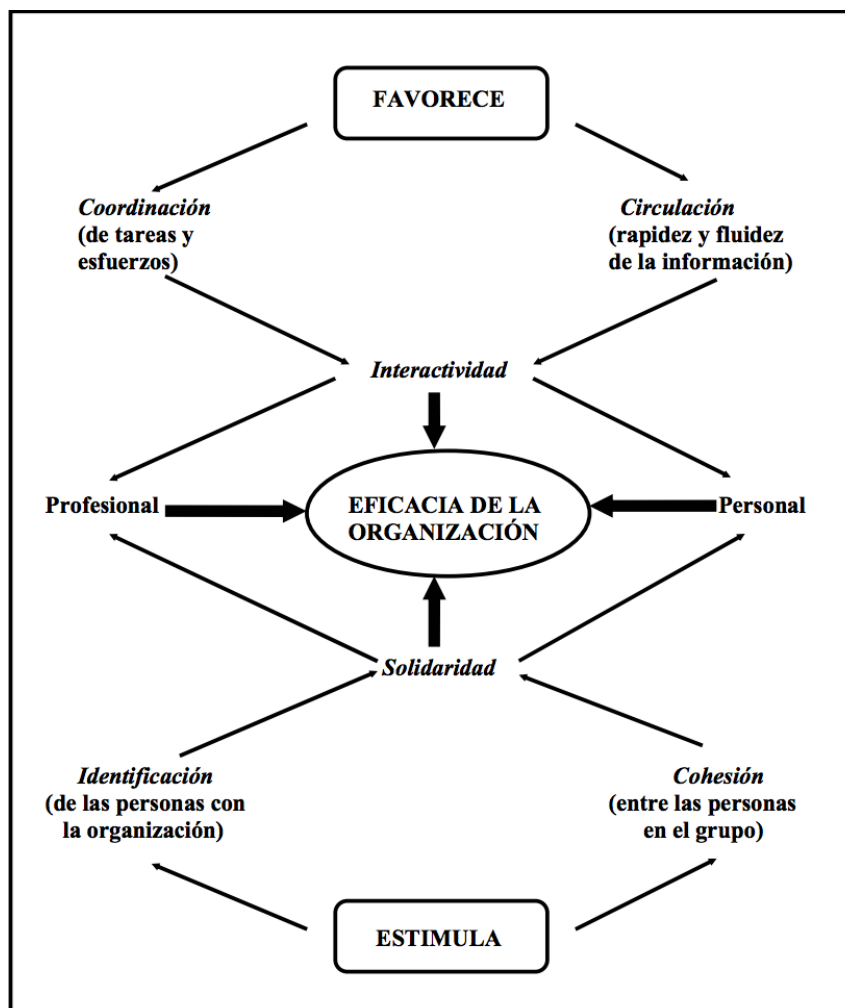 FAVORECE
Coordinación
(de tareas y
esfuerzos)
Circulación
(rapidez y fluidez
de la información)
Interactividad
Profesional
EFICACIA DE LA
ORGANIZACIÓN
Personal
Solidaridad
Identificación
(de las personas con
la organización)
Cohesión
(entre las personas
en el grupo)
ESTIMULA